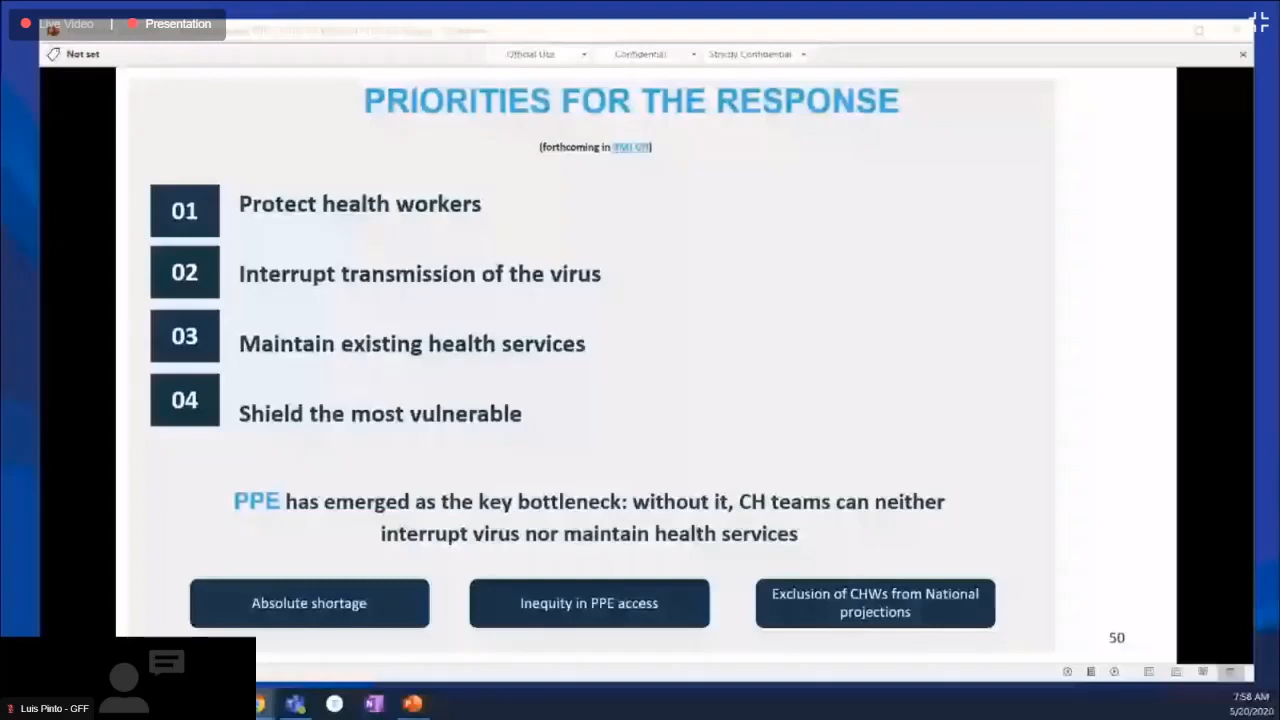 Live Video | Presentation
Not set
Official Use
Confidential
Strictly Confidential
PRIORITIES FOR THE RESPONSE
(forthcoming in BMJ GH)
01
Protect health workers
02
Interrupt transmission of the virus
03
Maintain existing health services
04
Shield the most vulnerable
PPE has emerged as the key bottleneck: without it, CH teams can neither
interrupt virus nor maintain health services
Absolute shortage
Inequity in PPE access
Exclusion of CHWs from National
projections
50
Luis Pinto - GFF
7:58 AM
5/20/2020